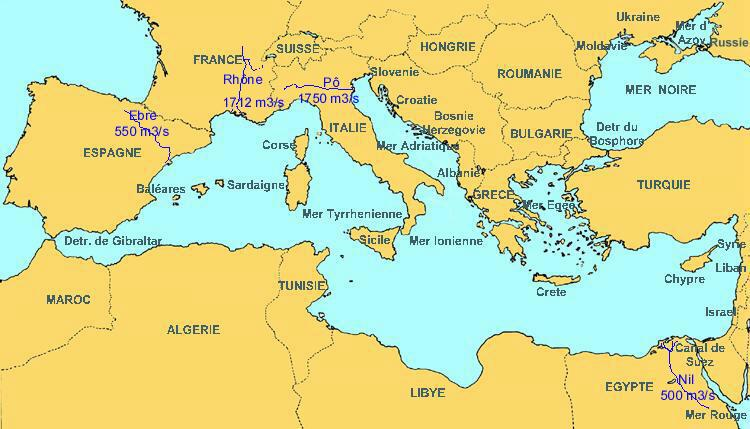 Ukraine
Mer d'
Azov
Russie
Moldavie
FRANCE
SUISSE
HONGRIE
Slovenie
ROUMANIE
Rhône
1712 m3/s
Pô
1750 m3/s
MER NOIRE
Croatie
Ebre
550 m3/s
Bosnie
Herzegovie
ITALIE
BULGARIE
Detr du
Bosphore
ESPAGNE
Corse
Mer Adriatique
Albanie
Baléares
Sardaigne
GRECE
Mer Egée
TURQUIE
Mer Tyrrhenienne
Detr. de Gibraltar
Sicile
Mer Ionienne
Syrie
Liban
Chypre
Crete
MAROC
TUNISIE
Israel
ALGERIE
Canal de
Suez
LIBYE
EGYPTE
Nil
500 m3/s
Mer Rouge